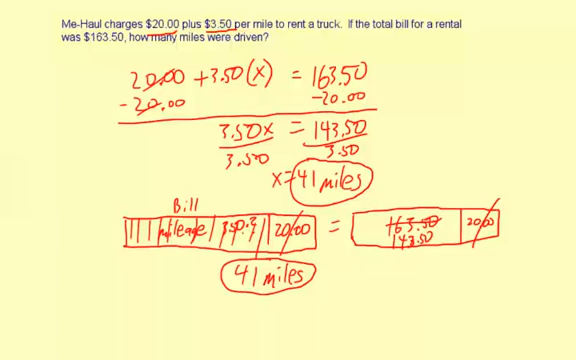 Me-Haul charges $20.00 plus $3.50 per mile to rent a truck. If the total bill for a rental
was $163.50, how many miles were driven?
20.00 + 3.50 (x) = 163.50
-20.00 -20.00
3.50x = 143.50
3.50 3.50
x = 41 miles
Bill
mileage 20.00 = 163.50 20.00
143.50
41 miles